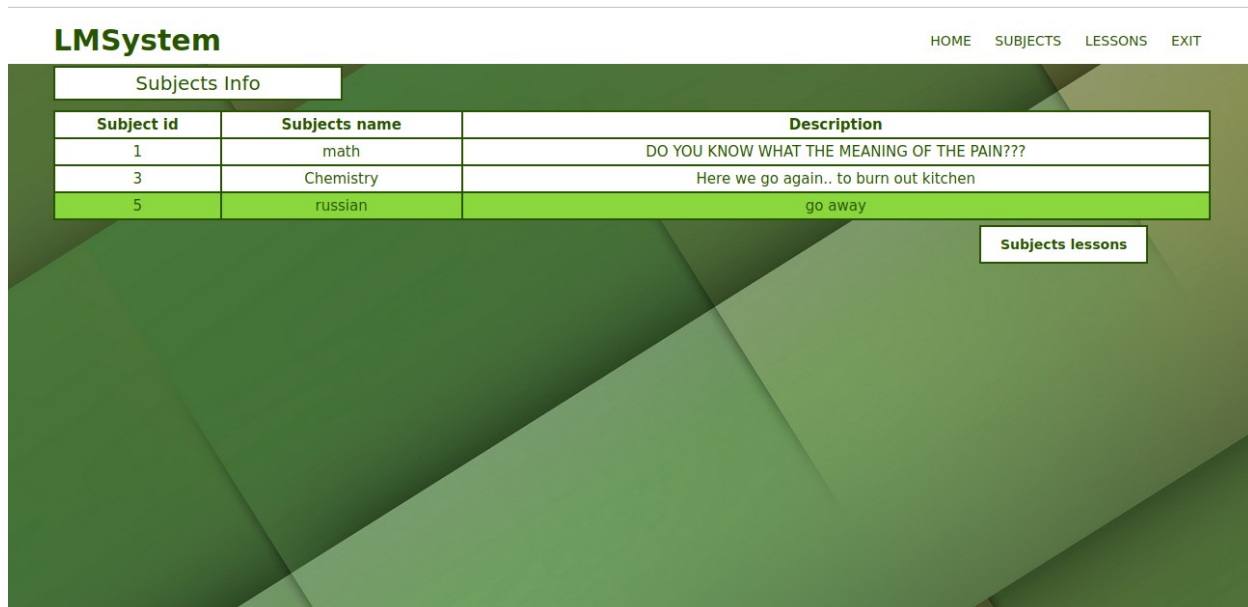 LMSystem HOME SUBJECTS LESSONS EXIT
Subjects Info
Subject id Subjects name Description
1 math DO YOU KNOW WHAT THE MEANING OF THE PAIN???
3 Chemistry Here we go again.. to burn out kitchen
5 russian go away
Subjects lessons